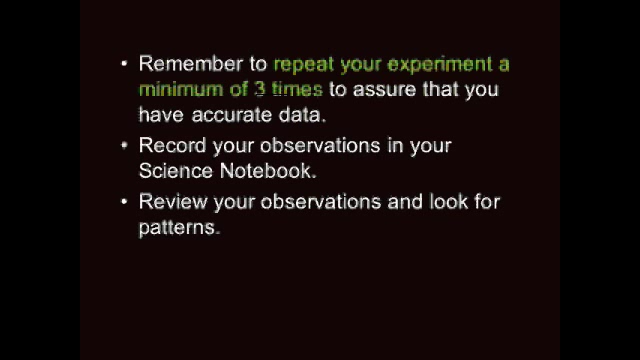 • Remember to repeat your experiment a
minimum of 3 times to assure that you
have accurate data.
• Record your observations in your
Science Notebook.
• Review your observations and look for
patterns.